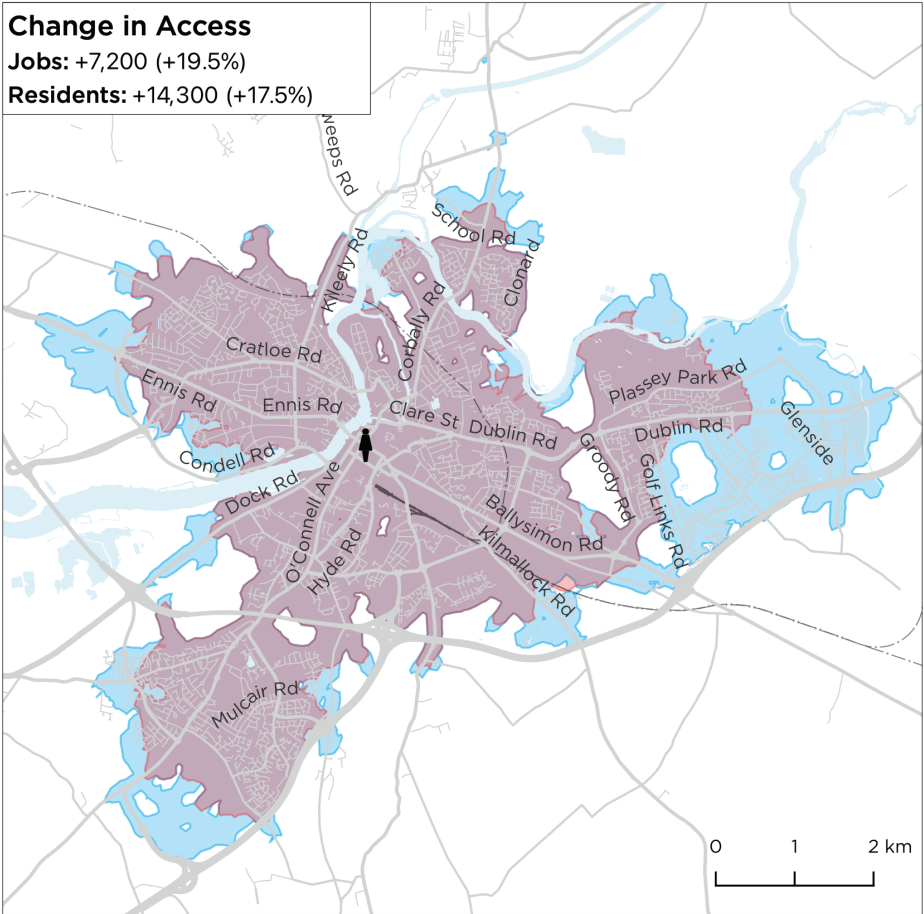 Change in Access
Jobs: +7,200 (+19.5%)
Residents: +14,300 (+17.5%)
weeps Rd
School Rd
Kileely Rd
Clonard
Corbally Rd
Cratloe Rd
Ennis Rd
Ennis Rd
Plassey Park Rd
Clare St
Dublin Rd
Dublin Rd
Glenside
Condell Rd
Groody Rd
Golf Links Rd
Dock Rd
O'Connell Ave
Ballysimon Rd
Hyde Rd
Kilmallock Rd
Mulcair Rd
0 1 2 km